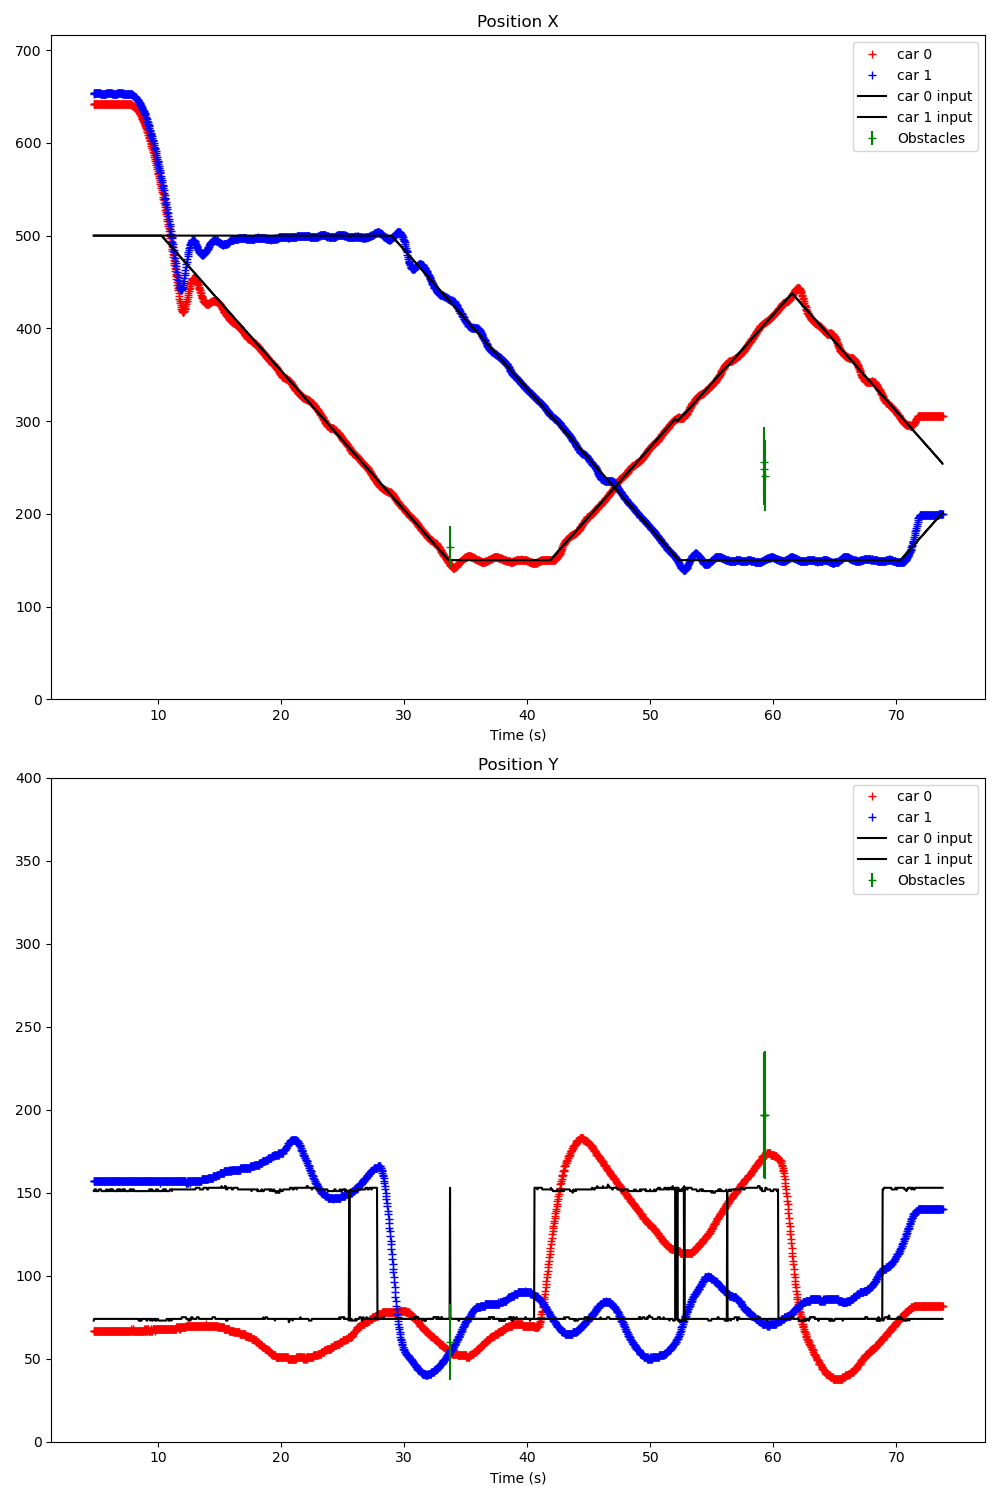 Position X
700
600
500
400
300
200
100
0
car 0
car 1
car 0 input
car 1 input
Obstacles
10 20 30 40 50 60 70
Time (s)
Position Y
400
350
300
250
200
150
100
50
0
car 0
car 1
car 0 input
car 1 input
Obstacles
10 20 30 40 50 60 70
Time (s)